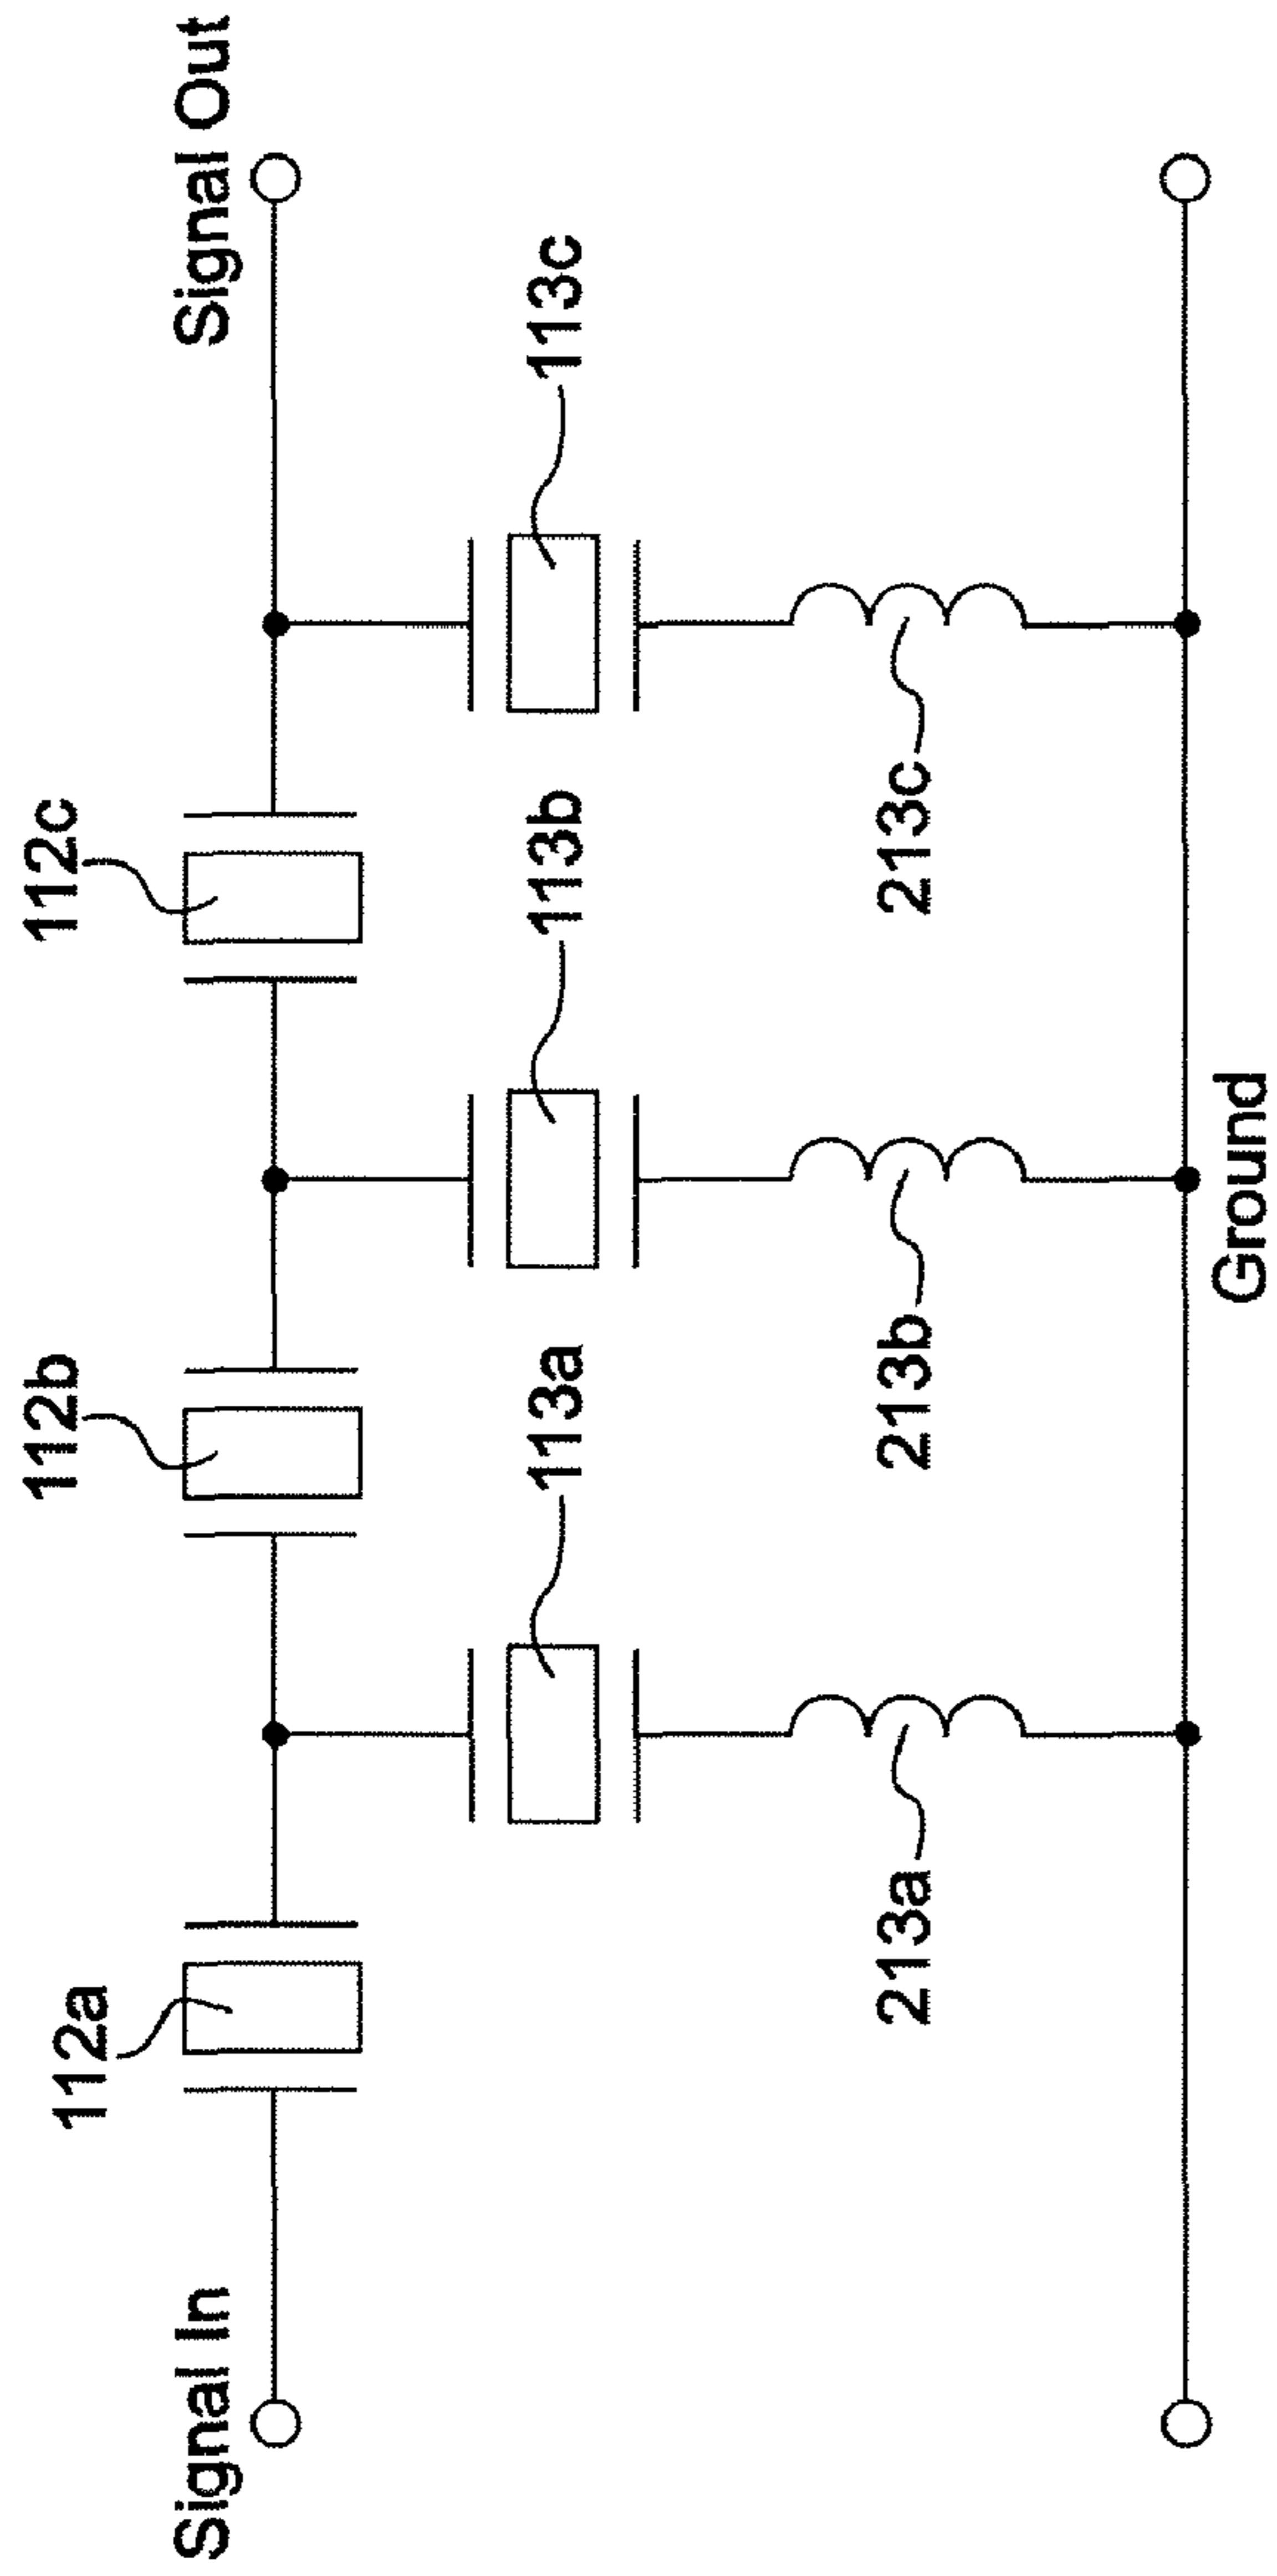 112a
112b
112c
Signal In
Signal Out
113a
113b
113c
213a
213b
213c
Ground